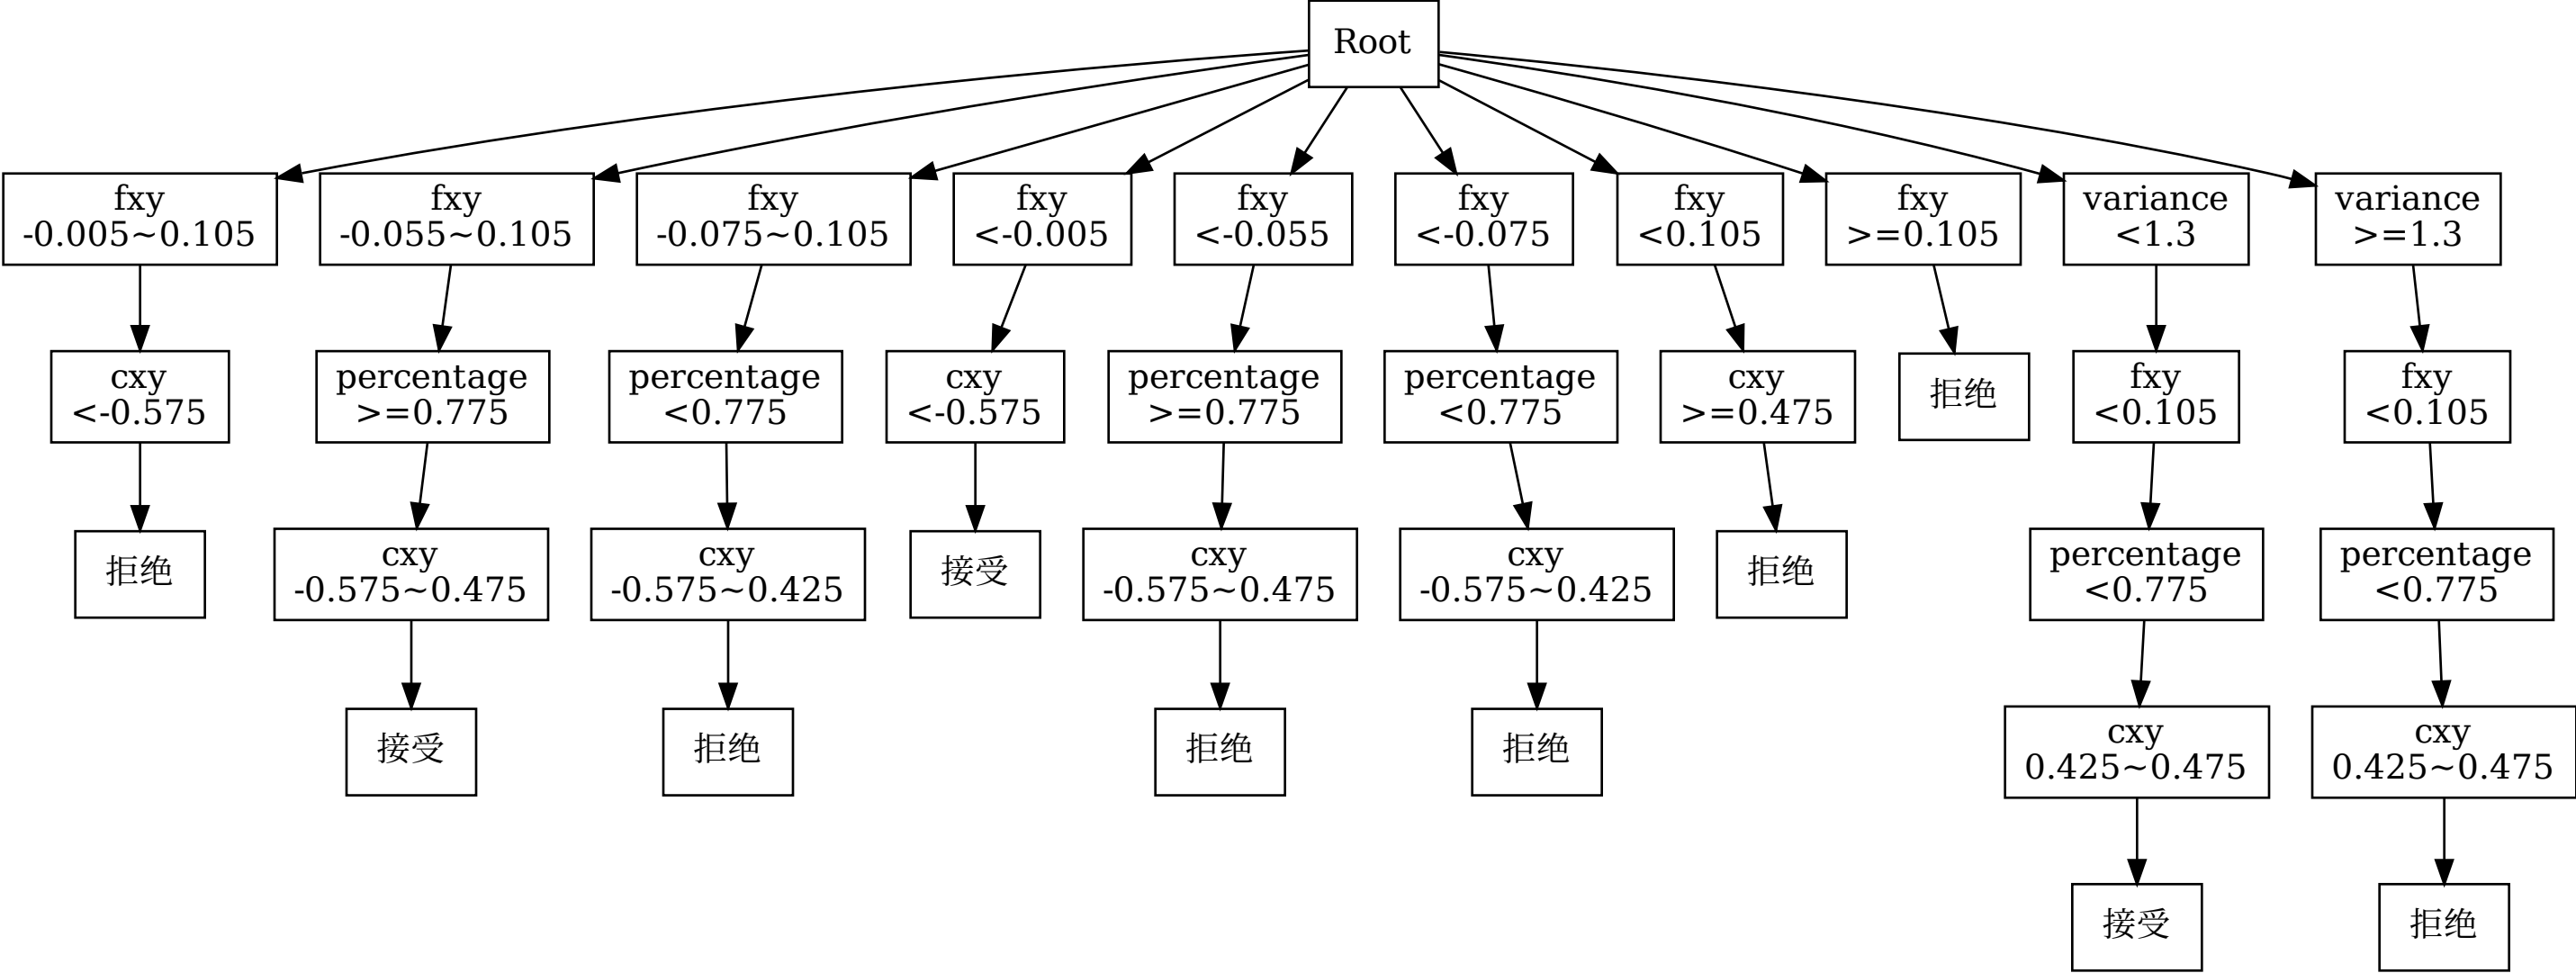 Root
fxy
-0.005~0.105
fxy
-0.055~0.105
fxy
-0.075~0.105
fxy
<-0.005
fxy
<-0.055
fxy
<-0.075
fxy
<0.105
fxy
>=0.105
variance
<1.3
variance
>=1.3
cxy
<-0.575
percentage
>=0.775
percentage
<0.775
cxy
<-0.575
percentage
>=0.775
percentage
<0.775
cxy
>=0.475
拒绝
fxy
<0.105
fxy
<0.105
拒绝
cxy
-0.575~0.475
cxy
-0.575~0.425
接受
cxy
-0.575~0.475
cxy
-0.575~0.425
拒绝
percentage
<0.775
percentage
<0.775
接受
拒绝
拒绝
拒绝
cxy
0.425~0.475
cxy
0.425~0.475
接受
拒绝